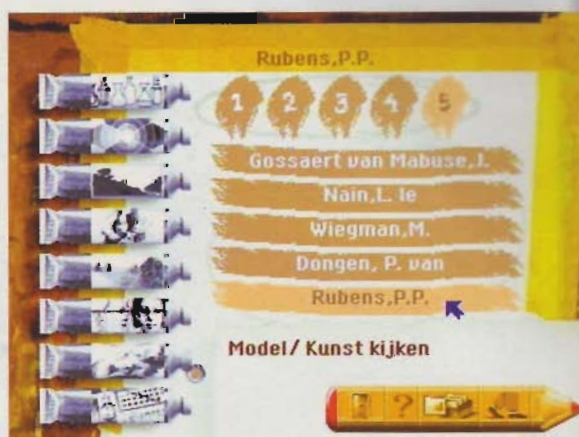 Rubens,P.P.
1 2 3 4 5
Gossaert van Mabuse,J.
Nain,L. le
Wiegman,M.
Dongen, P. van
Rubens,P.P.
Model/ Kunst kijken
?